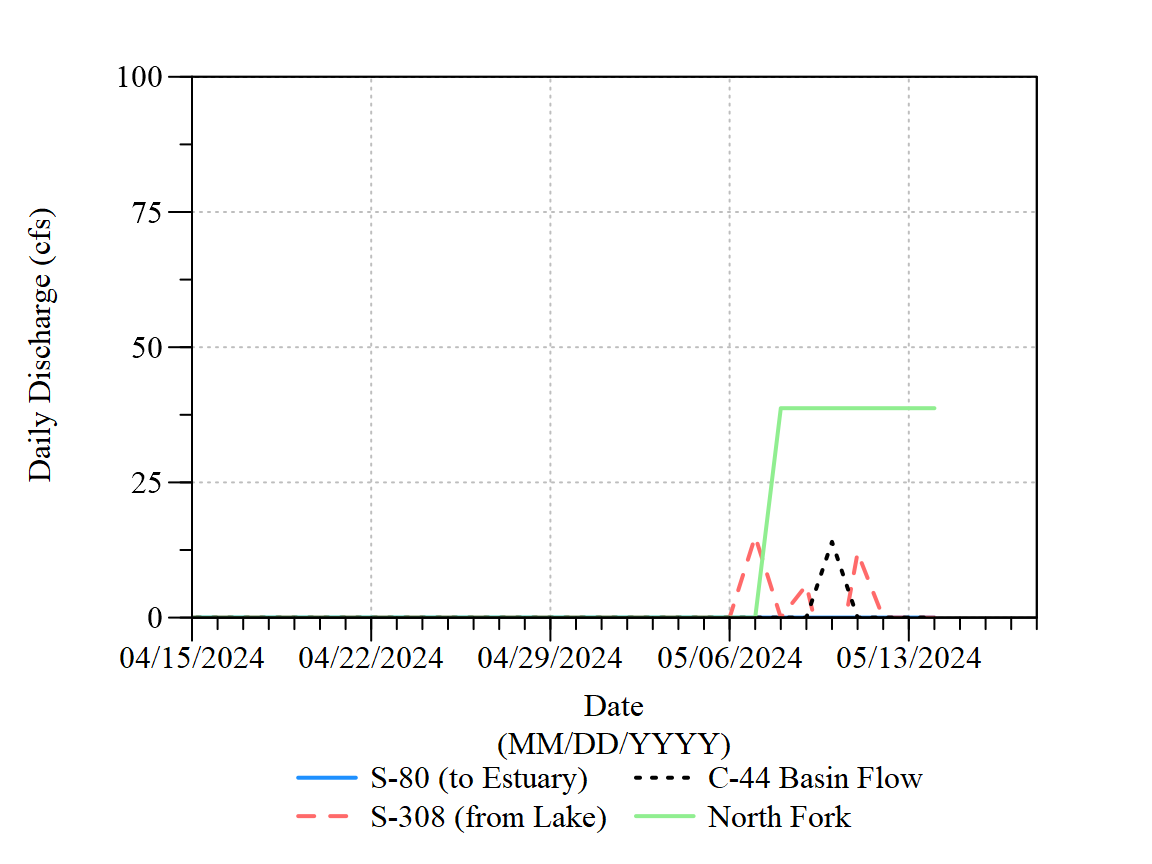 100
75
50
25
0
Daily Discharge (cfs)
04/15/2024 04/22/2024 04/29/2024 05/06/2024 05/13/2024
Date
(MM/DD/YYYY)
S-80 (to Estuary) C-44 Basin Flow
S-308 (from Lake) North Fork